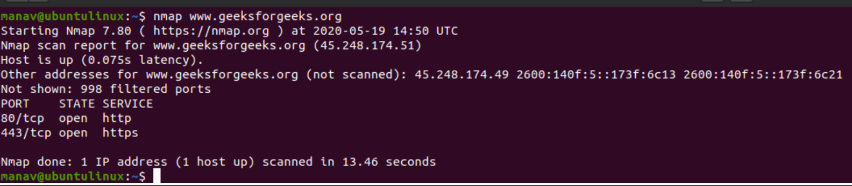 manav@ubuntulinux:~$ nmap www.geeksforgeeks.org
Starting Nmap 7.80 ( https://nmap.org ) at 2020-05-19 14:50 UTC
Nmap scan report for www.geeksforgeeks.org (45.248.174.51)
Host is up (0.075s latency).
Other addresses for www.geeksforgeeks.org (not scanned): 45.248.174.49 2600:140f:5::173f:6c13 2600:140f:5::173f:6c21
Not shown: 998 filtered ports
PORT    STATE SERVICE
80/tcp  open  http
443/tcp open  https
Nmap done: 1 IP address (1 host up) scanned in 13.46 seconds
manav@ubuntulinux:~$